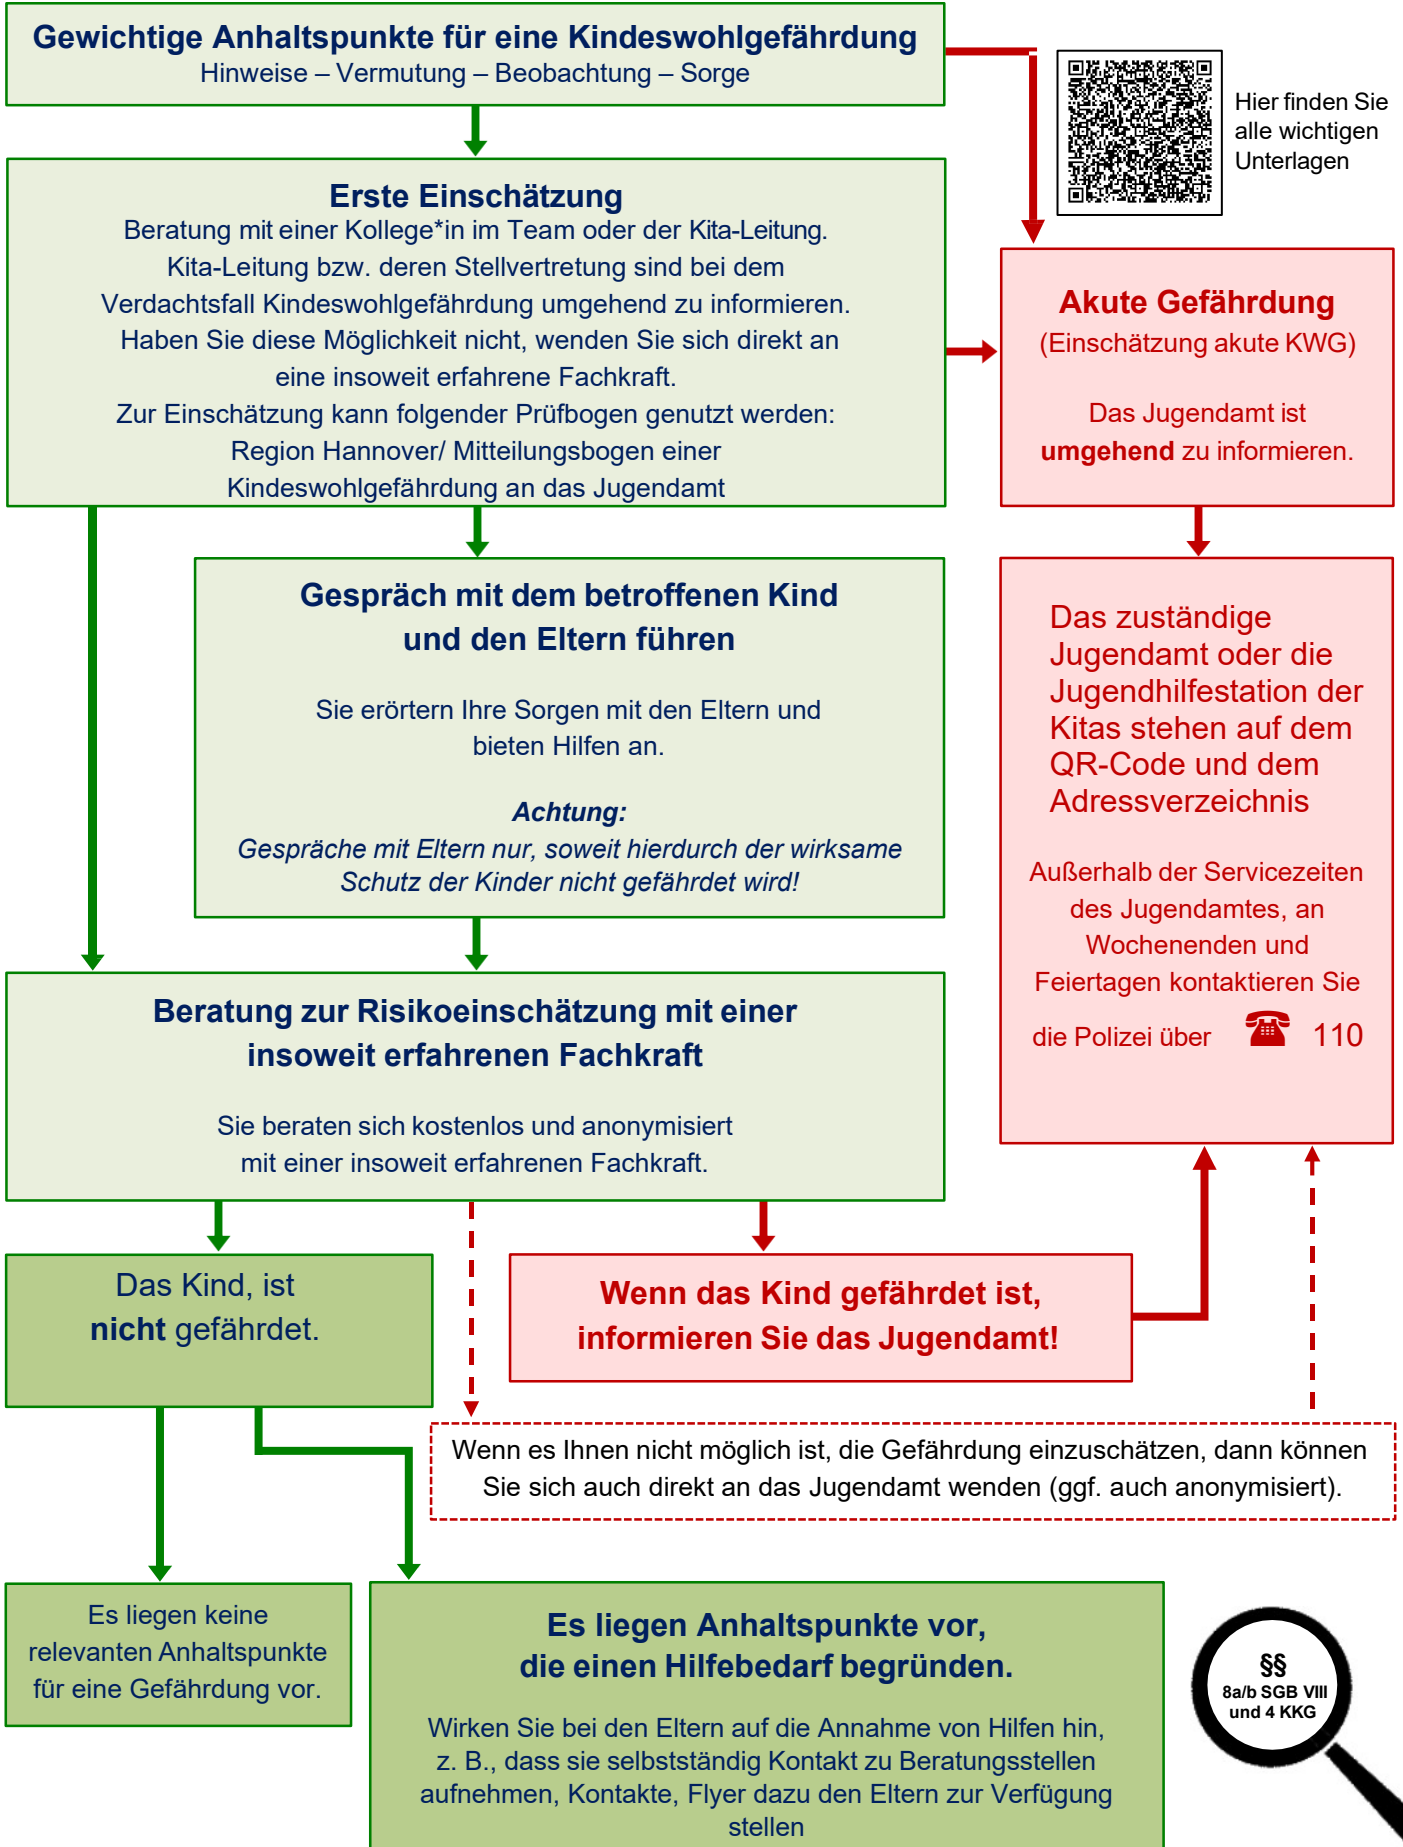 Gewichtige Anhaltspunkte für eine Kindeswohlgefährdung
Hinweise – Vermutung – Beobachtung – Sorge
Hier finden Sie
alle wichtigen
Unterlagen
Erste Einschätzung
Beratung mit einer Kollege*in im Team oder der Kita-Leitung.
Kita-Leitung bzw. deren Stellvertretung sind bei dem
Verdachtsfall Kindeswohlgefährdung umgehend zu informieren.
Haben Sie diese Möglichkeit nicht, wenden Sie sich direkt an
eine insoweit erfahrene Fachkraft.
Zur Einschätzung kann folgender Prüfbogen genutzt werden:
Region Hannover/ Mitteilungsbogen einer
Kindeswohlgefährdung an das Jugendamt
Akute Gefährdung
(Einschätzung akute KWG)
Das Jugendamt ist
umgehend zu informieren.
Gespräch mit dem betroffenen Kind
und den Eltern führen
Sie erörtern Ihre Sorgen mit den Eltern und
bieten Hilfen an.
Achtung:
Gespräche mit Eltern nur, soweit hierdurch der wirksame
Schutz der Kinder nicht gefährdet wird!
Das zuständige
Jugendamt oder die
Jugendhilfestation der
Kitas stehen auf dem
QR-Code und dem
Adressverzeichnis
Außerhalb der Servicezeiten
des Jugendamtes, an
Wochenenden und
Feiertagen kontaktieren Sie
die Polizei über ☎ 110
Beratung zur Risikoeinschätzung mit einer
insoweit erfahrenen Fachkraft
Sie beraten sich kostenlos und anonymisiert
mit einer insoweit erfahrenen Fachkraft.
Das Kind, ist
nicht gefährdet.
Wenn das Kind gefährdet ist,
informieren Sie das Jugendamt!
Wenn es Ihnen nicht möglich ist, die Gefährdung einzuschätzen, dann können
Sie sich auch direkt an das Jugendamt wenden (ggf. auch anonymisiert).
Es liegen keine
relevanten Anhaltspunkte
für eine Gefährdung vor.
Es liegen Anhaltspunkte vor,
die einen Hilfebedarf begründen.
Wirken Sie bei den Eltern auf die Annahme von Hilfen hin,
z. B., dass sie selbstständig Kontakt zu Beratungsstellen
aufnehmen, Kontakte, Flyer dazu den Eltern zur Verfügung
stellen
§§
8a/b SGB VIII
und 4 KKG